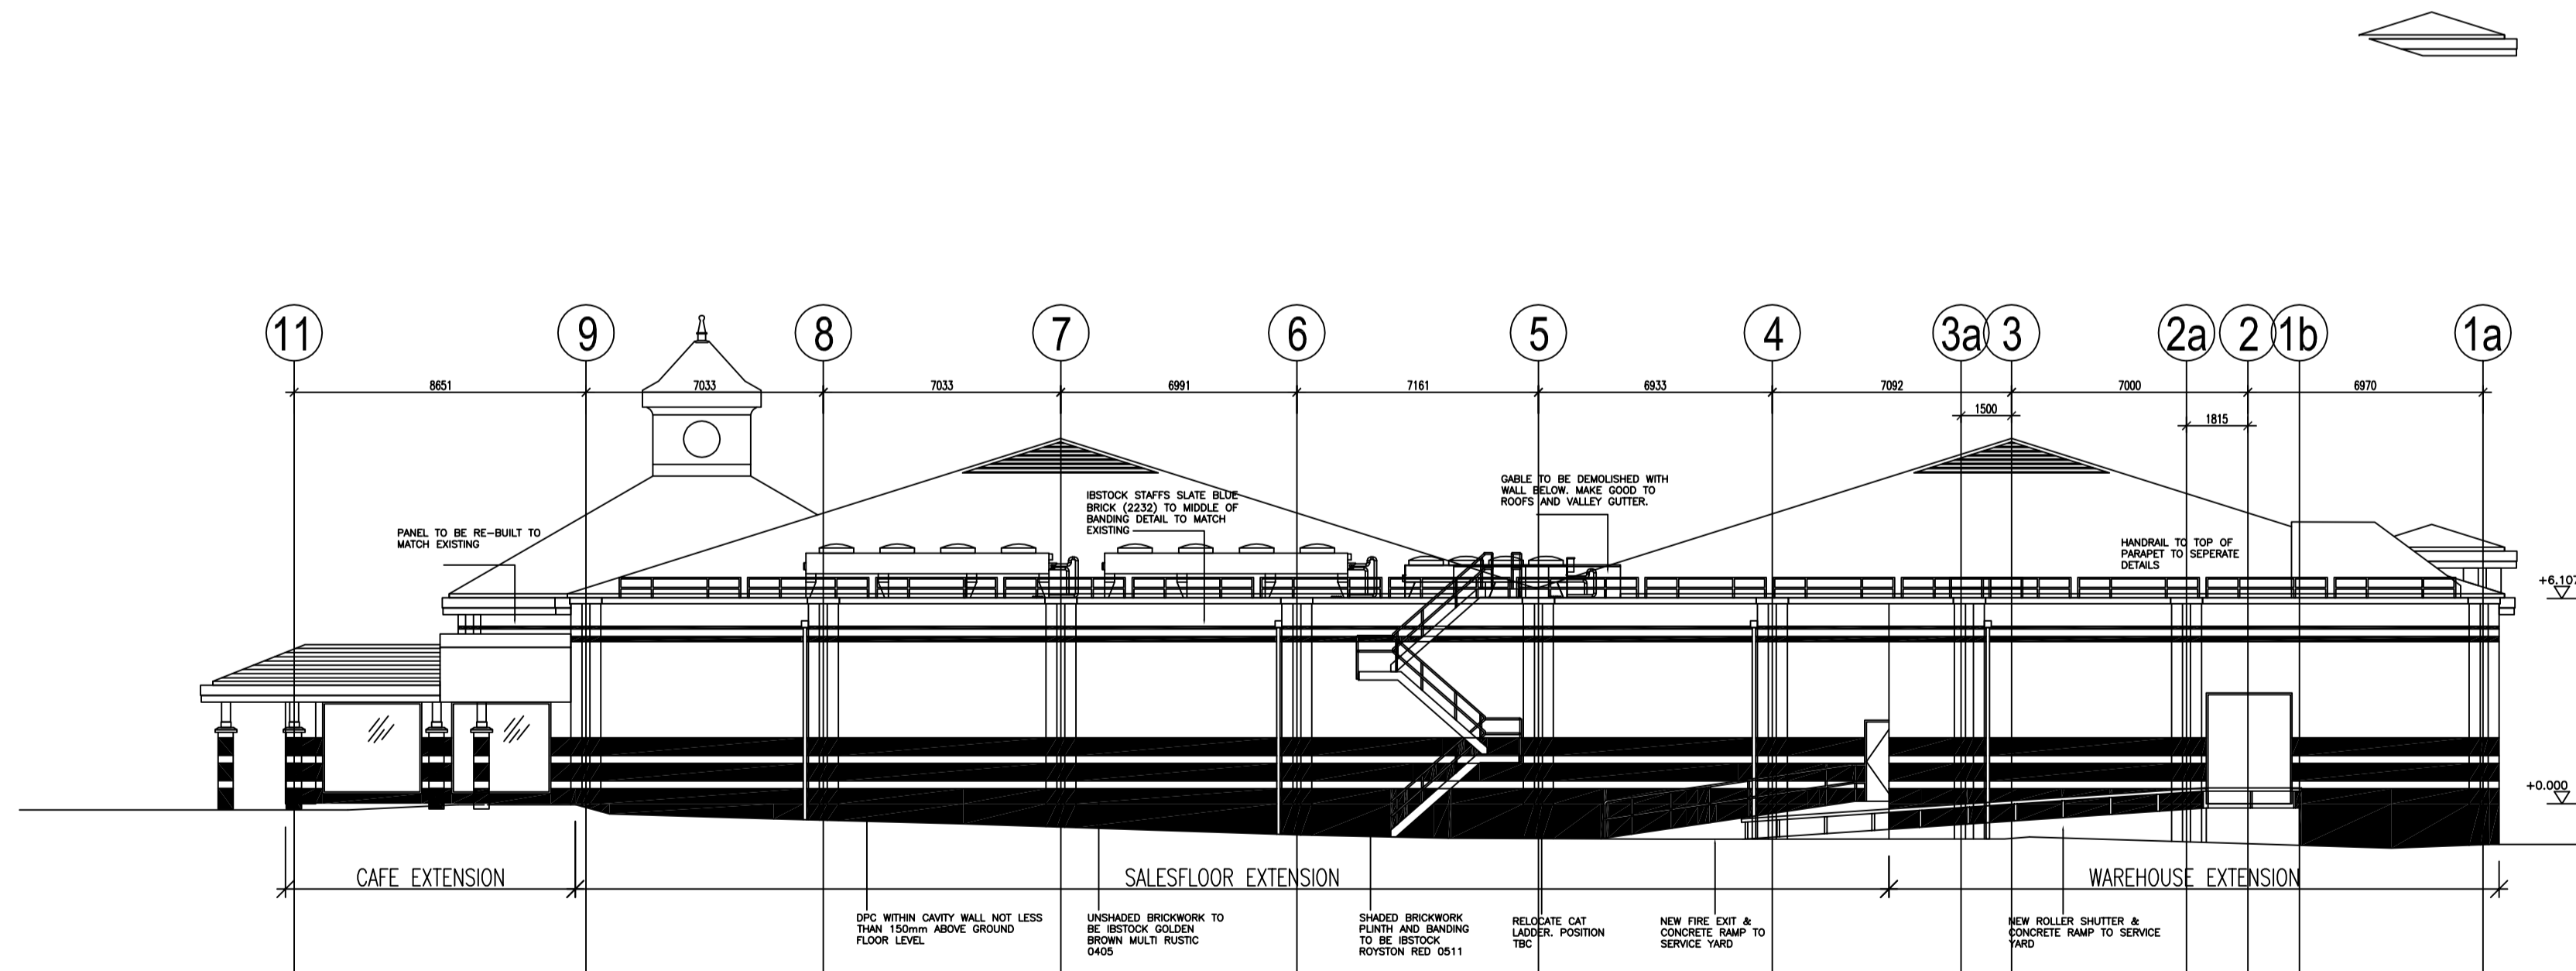 11
9
8
7
6
5
4
3a
3
2a
2
1b
1a
8651
7033
7033
6991
7161
6933
7092
7000
6970
1500
1815
GABLE TO BE DEMOLISHED WITH
WALL BELOW. MAKE GOOD TO
ROOFS AND VALLEY GUTTER.
IBSTOCK STAFFS SLATE BLUE
BRICK (2232) TO MIDDLE OF
BANDING DETAIL TO MATCH
EXISTING
PANEL TO BE RE-BUILT TO
MATCH EXISTING
HANDRAIL TO TOP OF
PARAPET TO SEPERATE
DETAILS
+6.107
+0.000
CAFE EXTENSION
SALESFLOOR EXTENSION
WAREHOUSE EXTENSION
DPC WITHIN CAVITY WALL NOT LESS
THAN 150mm ABOVE GROUND
FLOOR LEVEL
UNSHADED BRICKWORK TO
BE IBSTOCK GOLDEN
BROWN MULTI RUSTIC
0405
SHADED BRICKWORK
PLINTH AND BANDING
TO BE IBSTOCK
ROYSTON RED 0511
RELOCATE CAT
LADDER. POSITION
TBC
NEW FIRE EXIT &
CONCRETE RAMP TO
SERVICE YARD
NEW ROLLER SHUTTER &
CONCRETE RAMP TO SERVICE
YARD